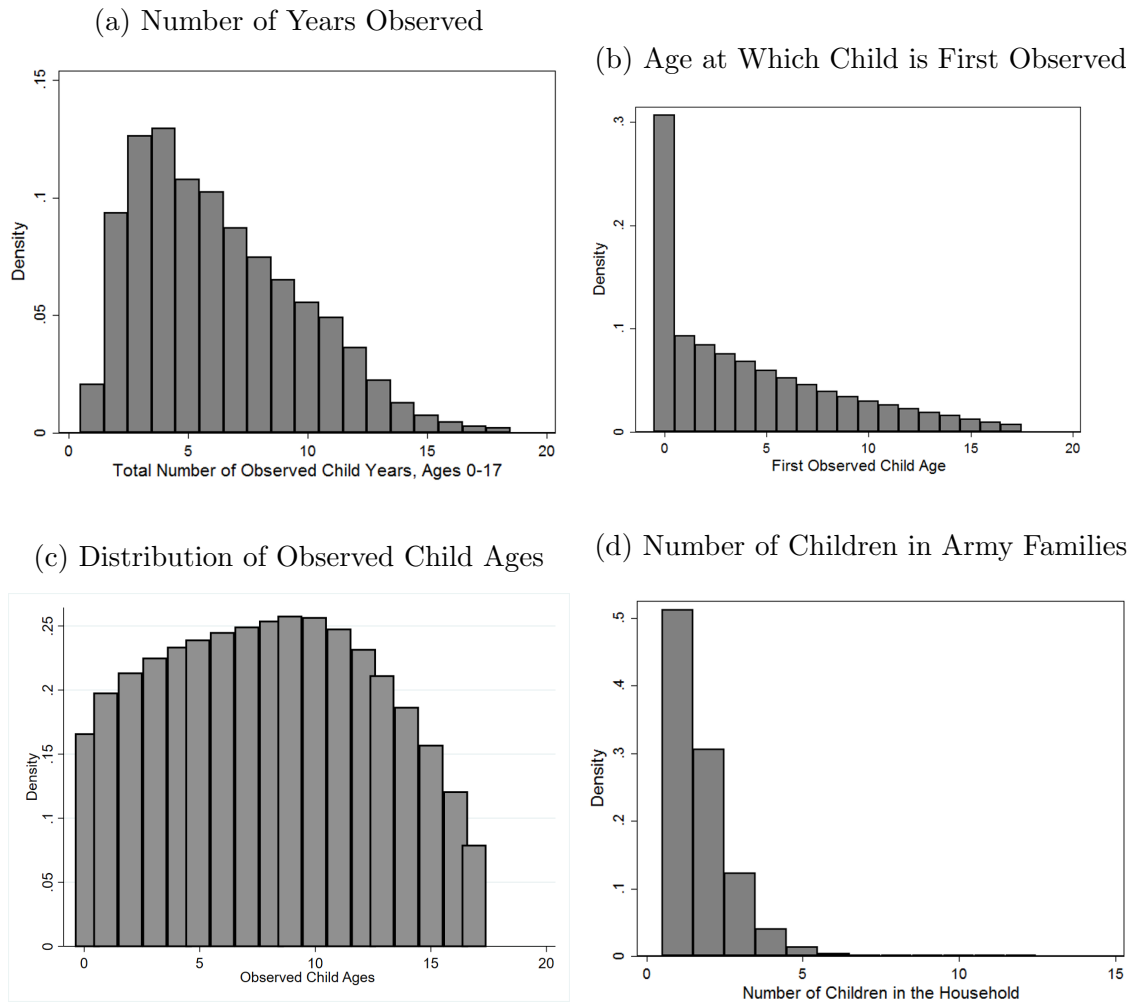 (a) Number of Years Observed
.15
.1
.05
0
Density
0 5 10 15 20
Total Number of Observed Child Years, Ages 0-17
(b) Age at Which Child is First Observed
.3
.2
.1
0
Density
0 5 10 15 20
First Observed Child Age
(c) Distribution of Observed Child Ages
.25
.2
.15
.1
.05
0
Density
0 5 10 15 20
Observed Child Ages
(d) Number of Children in Army Families
.5
.4
.3
.2
.1
0
Density
0 5 10 15
Number of Children in the Household